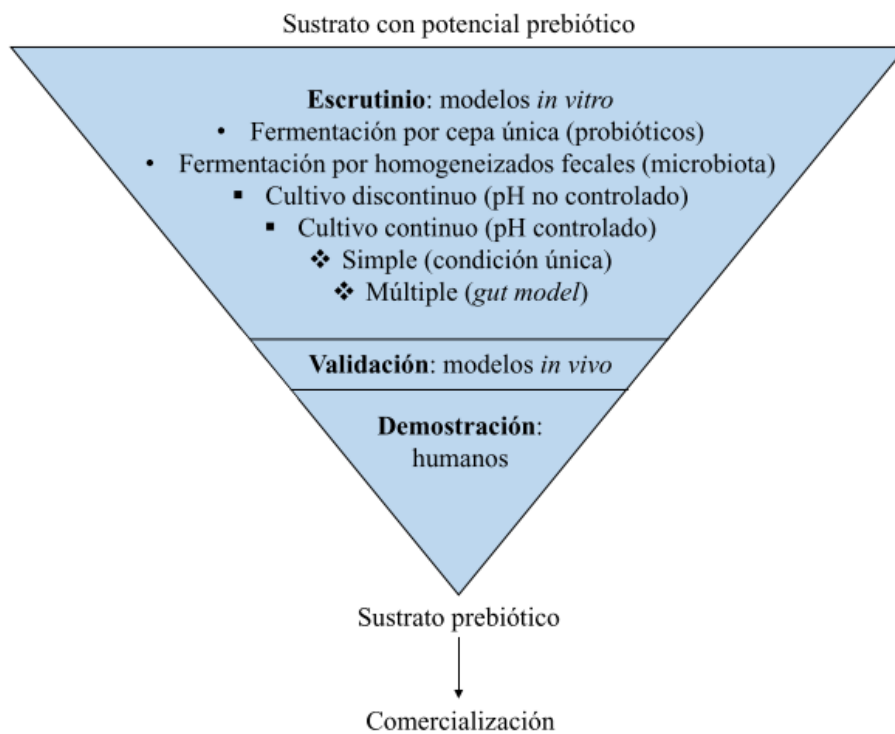 Sustrato con potencial prebiótico
Escrutinio: modelos in vitro
• Fermentación por cepa única (probióticos)
• Fermentación por homogeneizados fecales (microbiota)
▪ Cultivo discontinuo (pH no controlado)
▪ Cultivo continuo (pH controlado)
❖ Simple (condición única)
❖ Múltiple (gut model)
Validación: modelos in vivo
Demostración:
humanos
Sustrato prebiótico
Comercialización